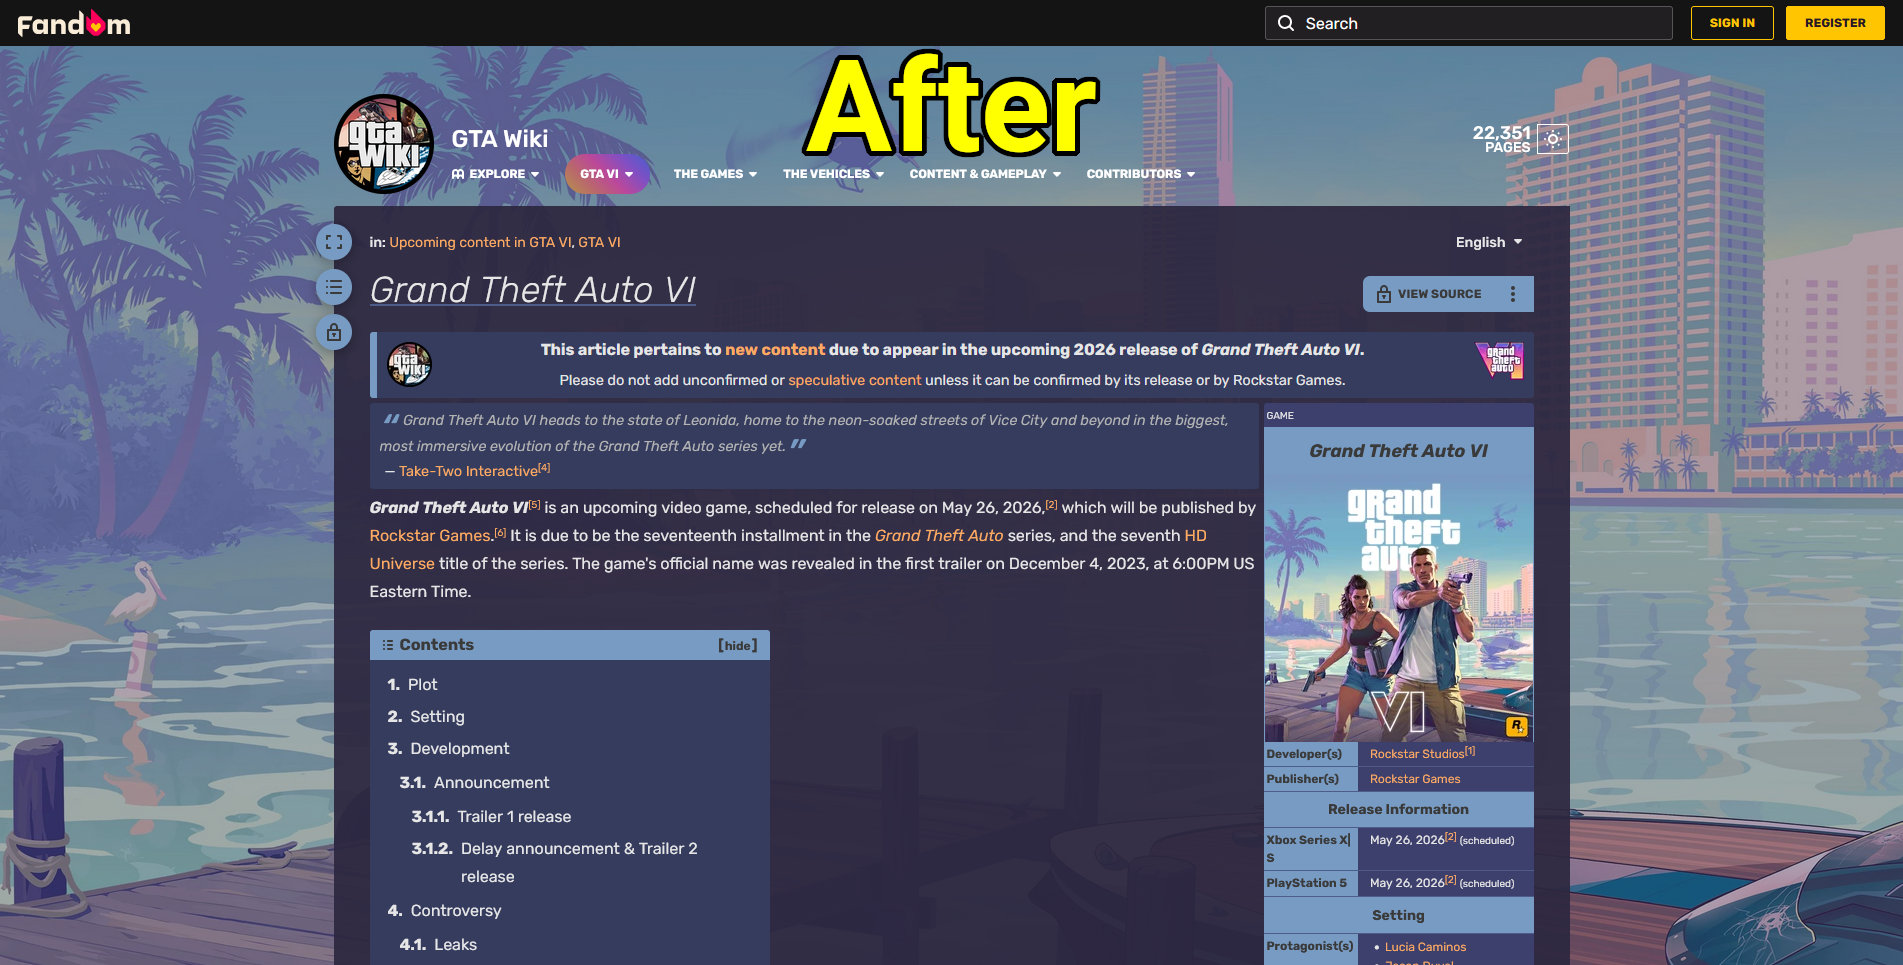 Fandom
Search
SIGN IN
REGISTER
After
gta
WIKI
GTA Wiki
22,351
PAGES
EXPLORE
GTA VI
THE GAMES
THE VEHICLES
CONTENT & GAMEPLAY
CONTRIBUTORS
in: Upcoming content in GTA VI, GTA VI
English
Grand Theft Auto VI
VIEW SOURCE
gta
WIKI
This article pertains to new content due to appear in the upcoming 2026 release of Grand Theft Auto VI.
Please do not add unconfirmed or speculative content unless it can be confirmed by its release or by Rockstar Games.
grand
theft
auto
“ Grand Theft Auto VI heads to the state of Leonida, home to the neon-soaked streets of Vice City and beyond in the biggest,
most immersive evolution of the Grand Theft Auto series yet. ”
— Take-Two Interactive[4]
Grand Theft Auto VI[5] is an upcoming video game, scheduled for release on May 26, 2026,[2] which will be published by
Rockstar Games.[6] It is due to be the seventeenth installment in the Grand Theft Auto series, and the seventh HD
Universe title of the series. The game's official name was revealed in the first trailer on December 4, 2023, at 6:00PM US
Eastern Time.
Contents [hide]
1. Plot
2. Setting
3. Development
3.1. Announcement
3.1.1. Trailer 1 release
3.1.2. Delay announcement & Trailer 2
release
4. Controversy
4.1. Leaks
GAME
Grand Theft Auto VI
grand
theft
auto
VI
R
Developer(s) Rockstar Studios[1]
Publisher(s) Rockstar Games
Release Information
Xbox Series X|
S
May 26, 2026[2] (scheduled)
PlayStation 5 May 26, 2026[2] (scheduled)
Setting
Protagonist(s) • Lucia Caminos